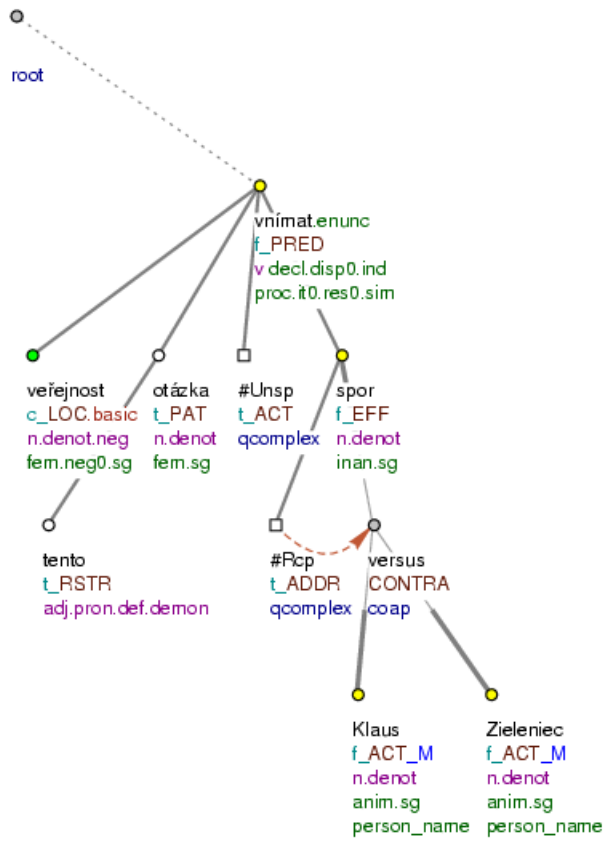 root
vnímat.enunc
f_PRED
v decl.disp0.ind
proc.it0.res0.sim
veřejnost
c_LOC.basic
n.denot.neg
fem.neg0.sg
otázka
t_PAT
n.denot
fem.sg
#Unsp
t_ACT
qcomplex
spor
f_EFF
n.denot
inan.sg
tento
t_RSTR
adj.pron.def.demon
#Rcp
t_ADDR
qcomplex
versus
CONTRA
coap
Klaus
f_ACT_M
n.denot
anim.sg
person_name
Zieleniec
f_ACT_M
n.denot
anim.sg
person_name